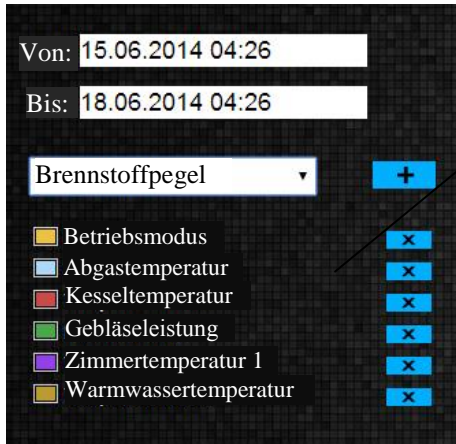 Von: 15.06.2014 04:26
Bis: 18.06.2014 04:26
Brennstoffpegel ▾ +
Betriebsmodus x
Abgastemperatur x
Kesseltemperatur x
Gebläseleistung x
Zimmertemperatur 1 x
Warmwassertemperatur x